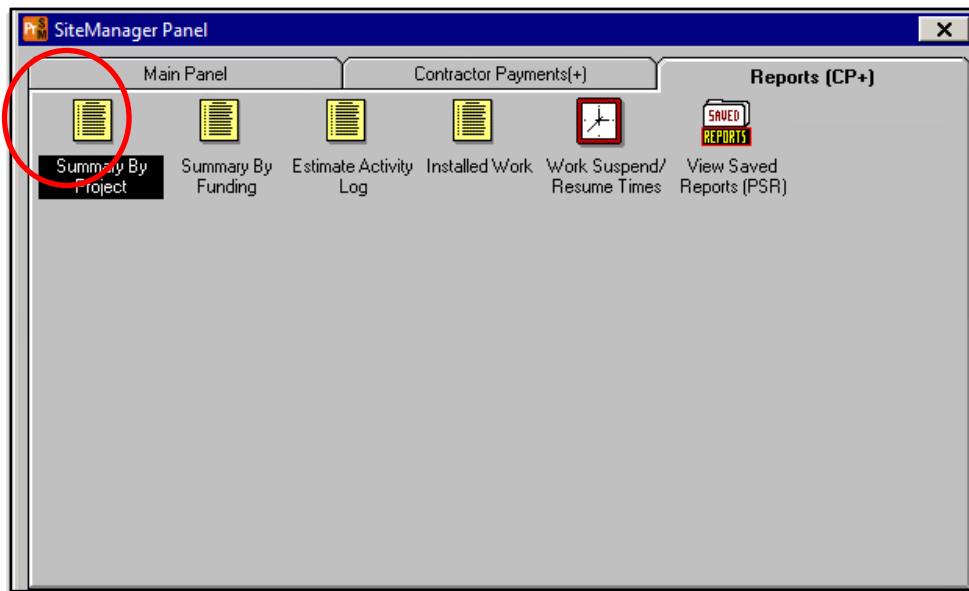 SiteManager Panel
Main Panel
Contractor Payments(+)
Reports (CP+)
SAVED
REPORTS
Summary By
Project
Summary By
Funding
Estimate Activity
Log
Installed Work
Work Suspend/
Resume Times
View Saved
Reports (PSR)